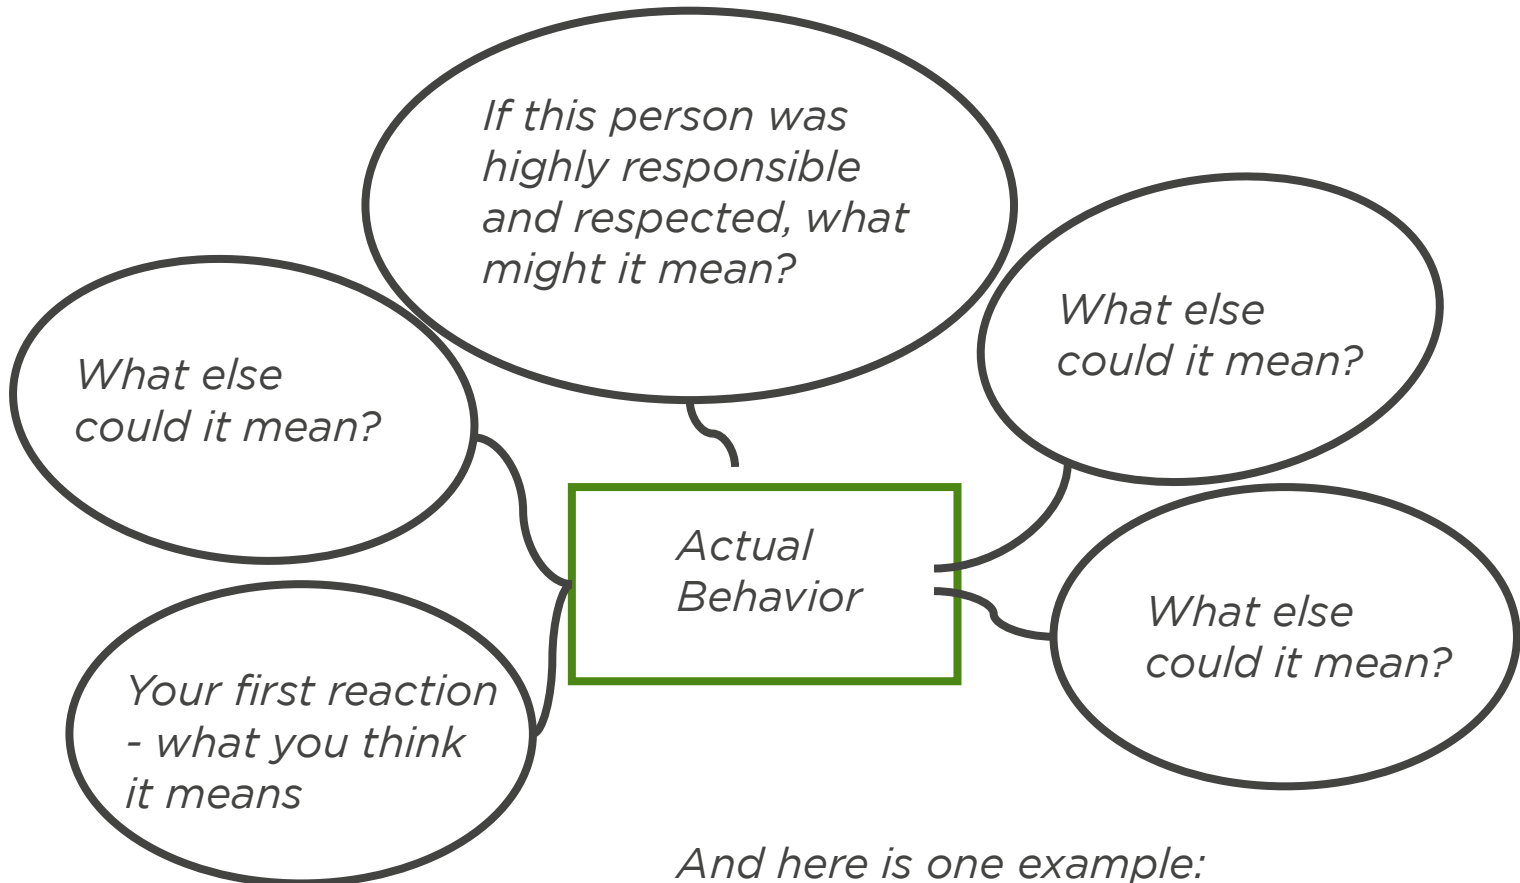 If this person was
highly responsible
and respected, what
might it mean?
What else
could it mean?
What else
could it mean?
Actual
Behavior
What else
could it mean?
Your first reaction
- what you think
it means
And here is one example: